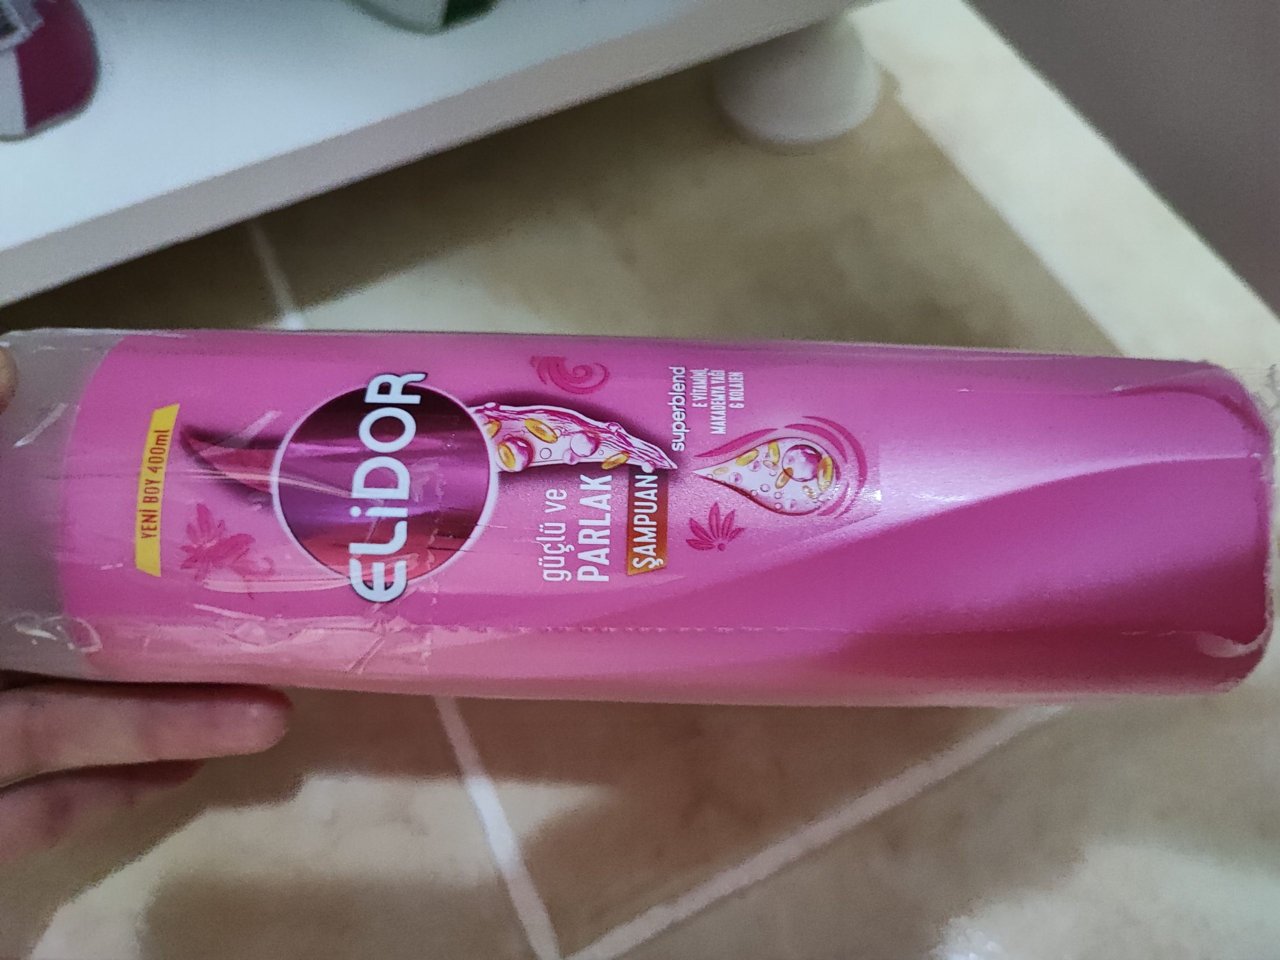 YENİ BOY 400ml
ELiDOR
güçlü ve
PARLAK
ŞAMPUAN
superblend
E VİTAMİNİ,
MAKADEMYA YAĞI
& KOLAJEN